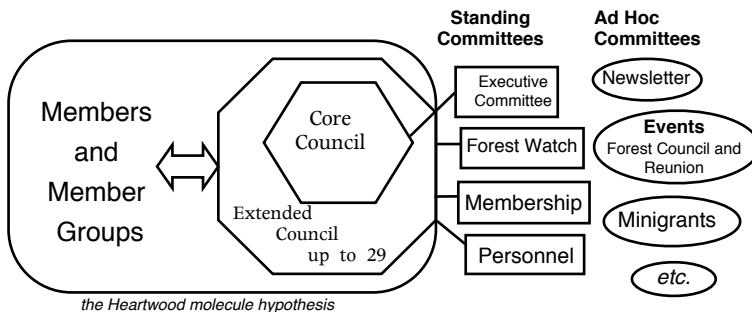 Members
and
Member
Groups
Core
Council
Extended
Council
up to 29
Standing
Committees
Executive
Committee
Forest Watch
Membership
Personnel
Ad Hoc
Committees
Newsletter
Events
Forest Council and
Reunion
Minigrants
etc.
the Heartwood molecule hypothesis